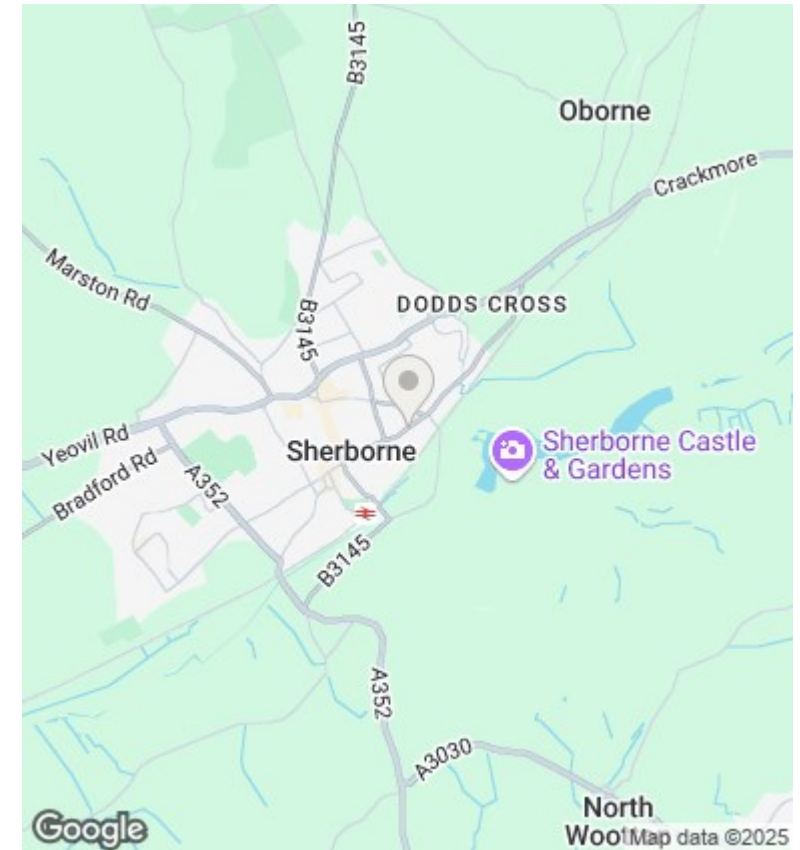 B3145
Oborne
Crackmore
Marston Rd
DODDS CROSS
B3145
Yeovil Rd
Sherborne
Sherborne Castle
& Gardens
Bradford Rd
A352
B3145
A352
A3030
North
Google
Map data ©2025